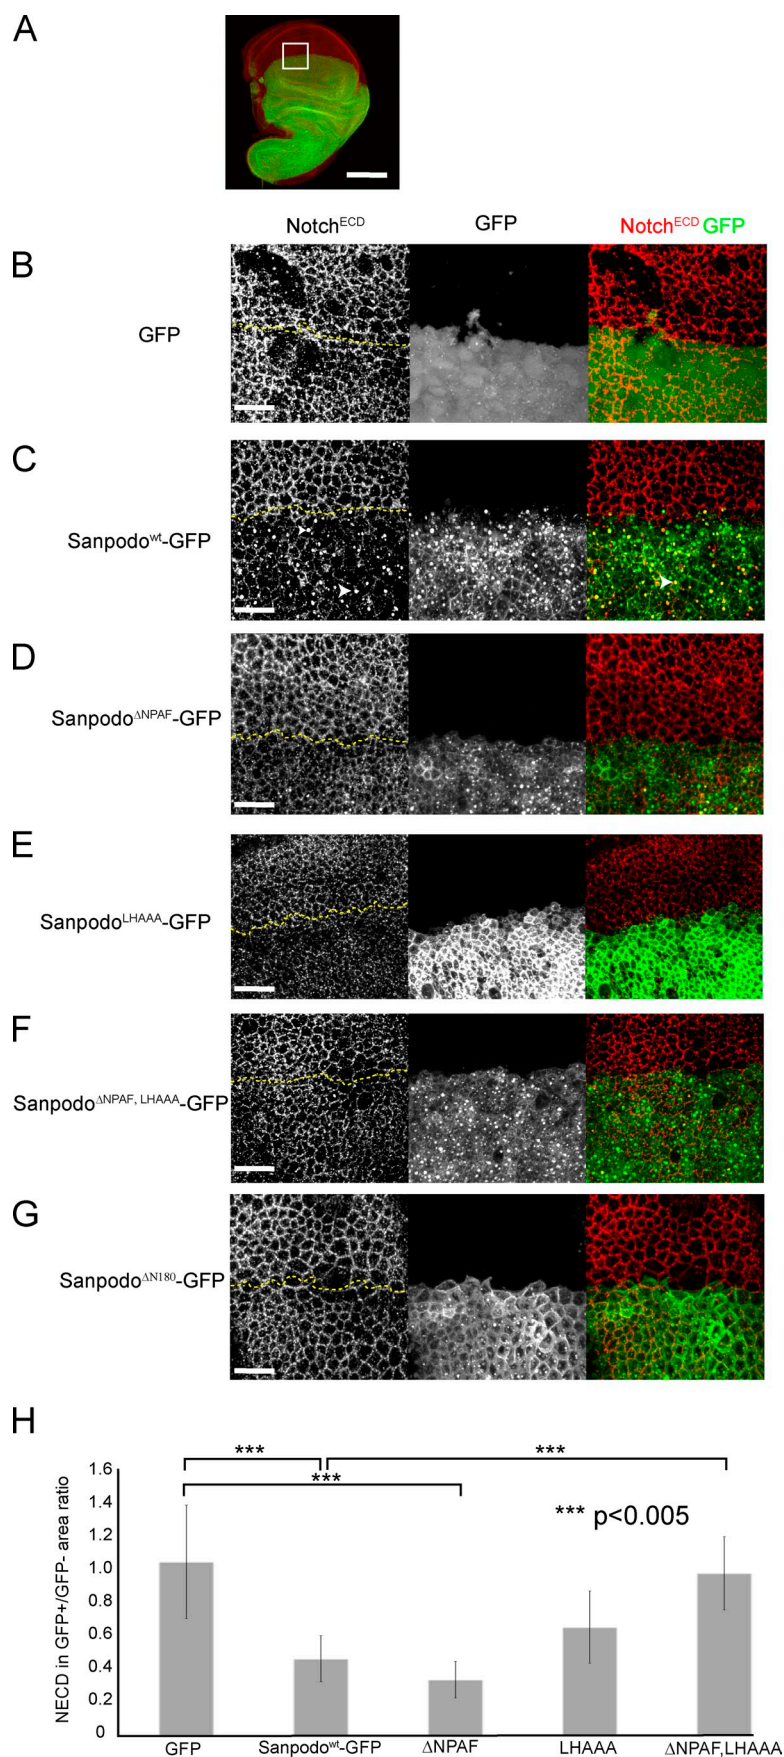 A
Notch^ECD GFP Notch^ECD GFP
B
GFP
C
Sanpodo^wt-GFP
D
Sanpodo^ΔNPAF-GFP
E
Sanpodo^LHAAA-GFP
F
Sanpodo^ΔNPAF, LHAAA-GFP
G
Sanpodo^ΔN180-GFP
H
*** ***
***
*** p<0.005
NECD in GFP+/GFP- area ratio
1.6
1.4
1.2
1.0
0.8
0.6
0.4
0.2
0
GFP Sanpodo^wt-GFP ΔNPAF LHAAA ΔNPAF,LHAAA